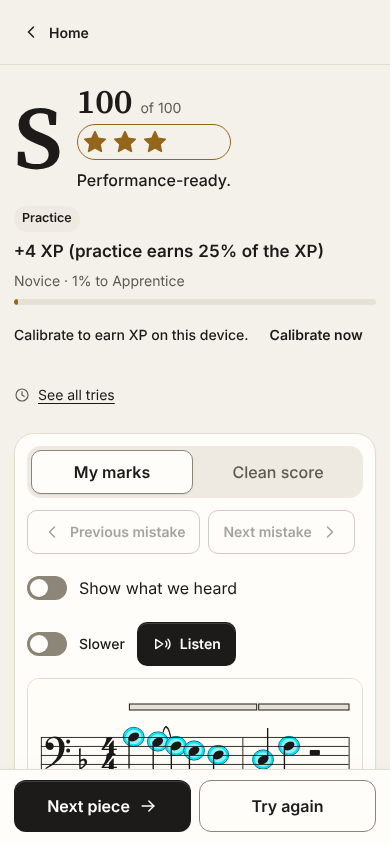 Home
S
100 of 100
Performance-ready.
Practice
+4 XP (practice earns 25% of the XP)
Novice · 1% to Apprentice
Calibrate to earn XP on this device. Calibrate now
See all tries
My marks Clean score
Previous mistake Next mistake
Show what we heard
Slower Listen
4
4
Next piece → Try again